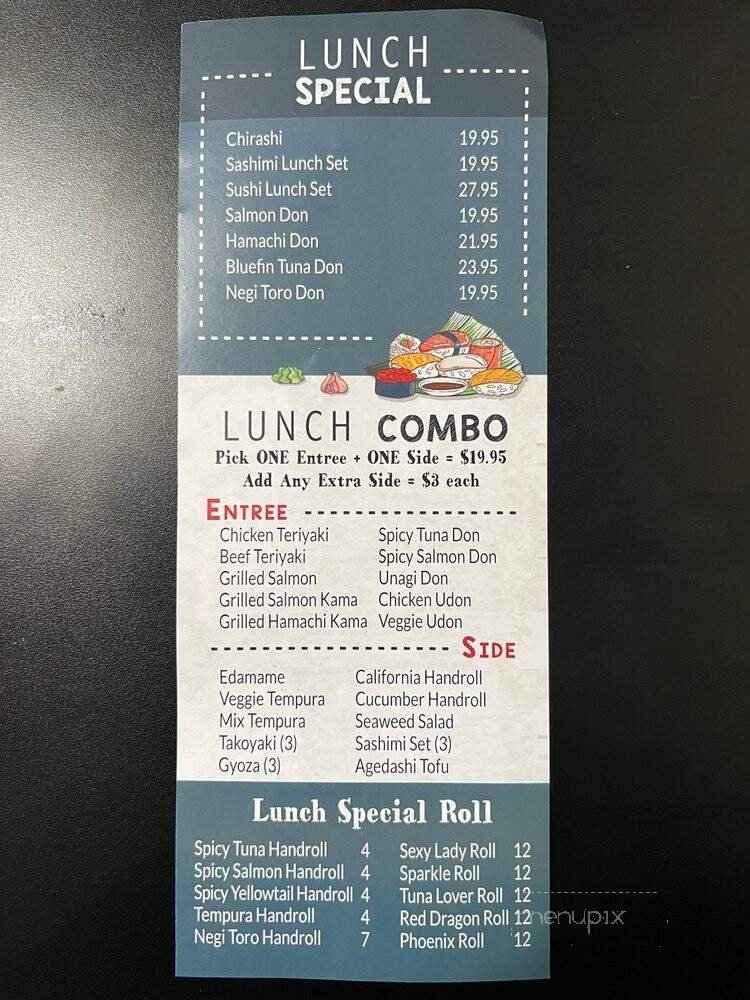 LUNCH
SPECIAL
Chirashi 19.95
Sashimi Lunch Set 19.95
Sushi Lunch Set 27.95
Salmon Don 19.95
Hamachi Don 21.95
Bluefin Tuna Don 23.95
Negi Toro Don 19.95
LUNCH COMBO
Pick ONE Entree + ONE Side = $19.95
Add Any Extra Side = $3 each
ENTREE
Chicken Teriyaki Spicy Tuna Don
Beef Teriyaki Spicy Salmon Don
Grilled Salmon Unagi Don
Grilled Salmon Kama Chicken Udon
Grilled Hamachi Kama Veggie Udon
SIDE
Edamame California Handroll
Veggie Tempura Cucumber Handroll
Mix Tempura Seaweed Salad
Takoyaki (3) Sashimi Set (3)
Gyoza (3) Agedashi Tofu
Lunch Special Roll
Spicy Tuna Handroll 4 Sexy Lady Roll 12
Spicy Salmon Handroll 4 Sparkle Roll 12
Spicy Yellowtail Handroll 4 Tuna Lover Roll 12
Tempura Handroll 4 Red Dragon Roll 12
Negi Toro Handroll 7 Phoenix Roll 12
menupix